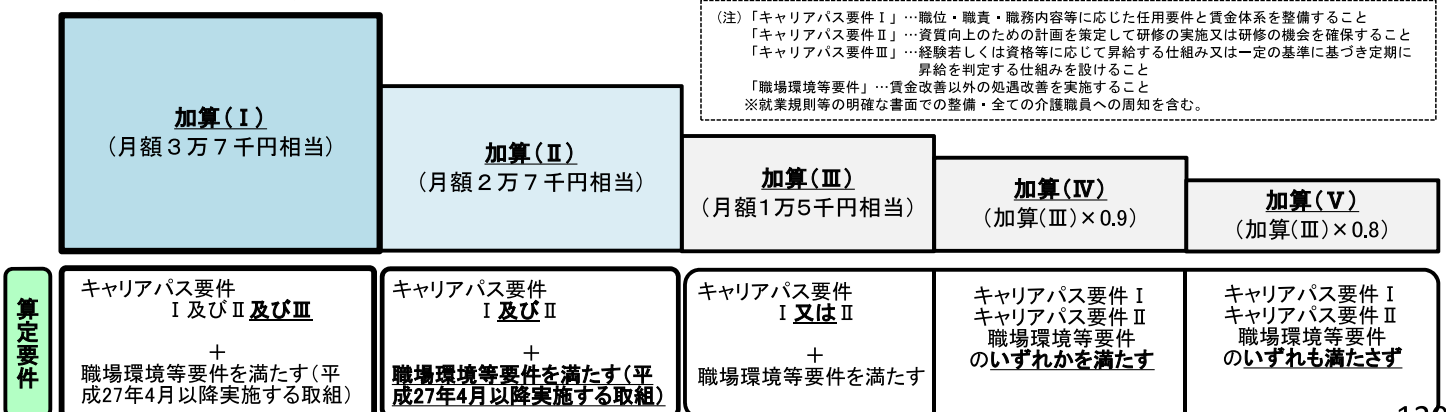 (注)「キャリアパス要件Ⅰ」…職位・職責・職務内容等に応じた任用要件と賃金体系を整備すること
「キャリアパス要件Ⅱ」…資質向上のための計画を策定して研修の実施又は研修の機会を確保すること
「キャリアパス要件Ⅲ」…経験若しくは資格等に応じて昇給する仕組み又は一定の基準に基づき定期に
昇給を判定する仕組みを設けること
「職場環境等要件」…賃金改善以外の処遇改善を実施すること
※就業規則等の明確な書面での整備・全ての介護職員への周知を含む。
加算(Ⅰ)
(月額3万7千円相当)
加算(Ⅱ)
(月額2万7千円相当)
加算(Ⅲ)
(月額1万5千円相当)
加算(Ⅳ)
(加算(Ⅲ)×0.9)
加算(Ⅴ)
(加算(Ⅲ)×0.8)
算定要件
キャリアパス要件
Ⅰ及びⅡ及びⅢ
+
職場環境等要件を満たす(平
成27年4月以降実施する取組)
キャリアパス要件
Ⅰ及びⅡ
+
職場環境等要件を満たす(平
成27年4月以降実施する取組)
キャリアパス要件
Ⅰ又はⅡ
+
職場環境等要件を満たす
キャリアパス要件Ⅰ
キャリアパス要件Ⅱ
職場環境等要件
のいずれかを満たす
キャリアパス要件Ⅰ
キャリアパス要件Ⅱ
職場環境等要件
のいずれも満たさず